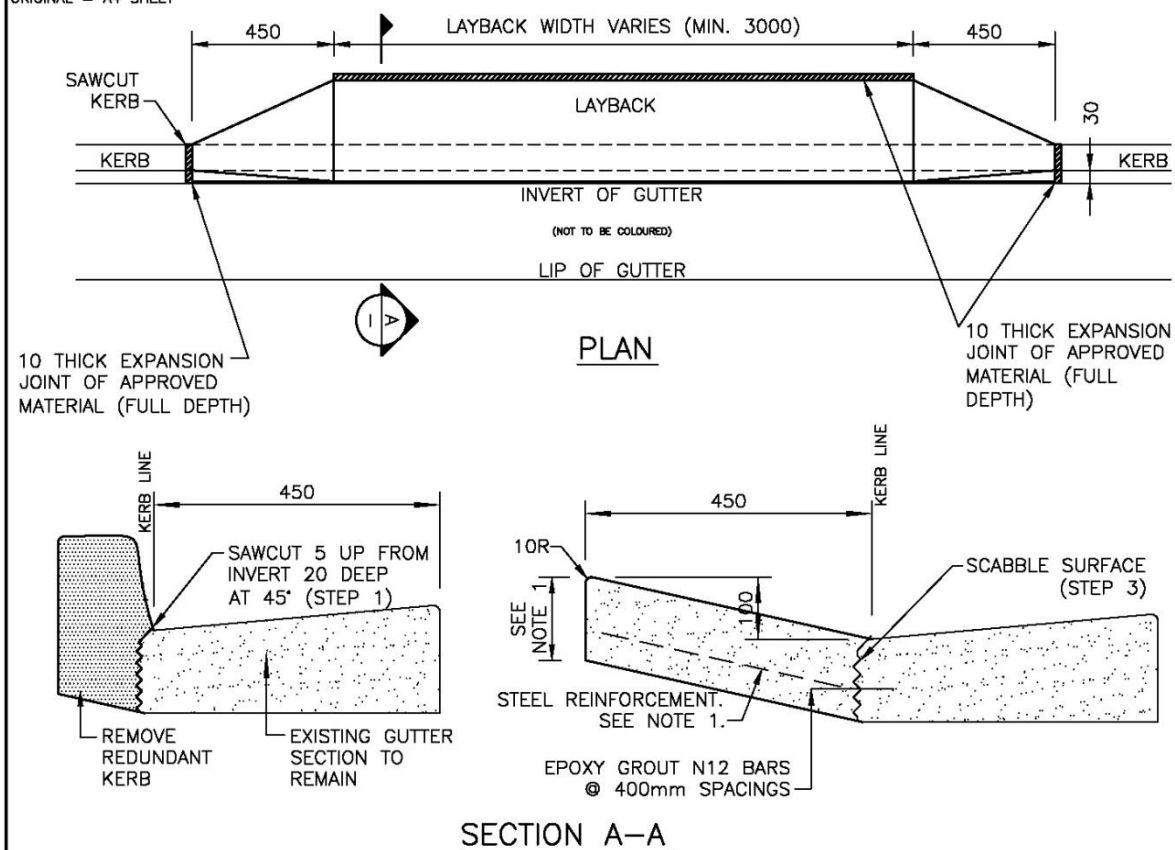 ORIGINAL – A4 SHEET
450
LAYBACK WIDTH VARIES (MIN. 3000)
450
SAWCUT
KERB
LAYBACK
30
KERB
KERB
INVERT OF GUTTER
(NOT TO BE COLOURED)
LIP OF GUTTER
A
–
PLAN
10 THICK EXPANSION
JOINT OF APPROVED
MATERIAL (FULL DEPTH)
10 THICK EXPANSION
JOINT OF APPROVED
MATERIAL (FULL
DEPTH)
KERB LINE
450
SAWCUT 5 UP FROM
INVERT 20 DEEP
AT 45° (STEP 1)
REMOVE
REDUNDANT
KERB
EXISTING GUTTER
SECTION TO
REMAIN
450
KERB LINE
10R
SEE
NOTE 1
100
SCABBLE SURFACE
(STEP 3)
STEEL REINFORCEMENT.
SEE NOTE 1.
EPOXY GROUT N12 BARS
@ 400mm SPACINGS
SECTION A–A